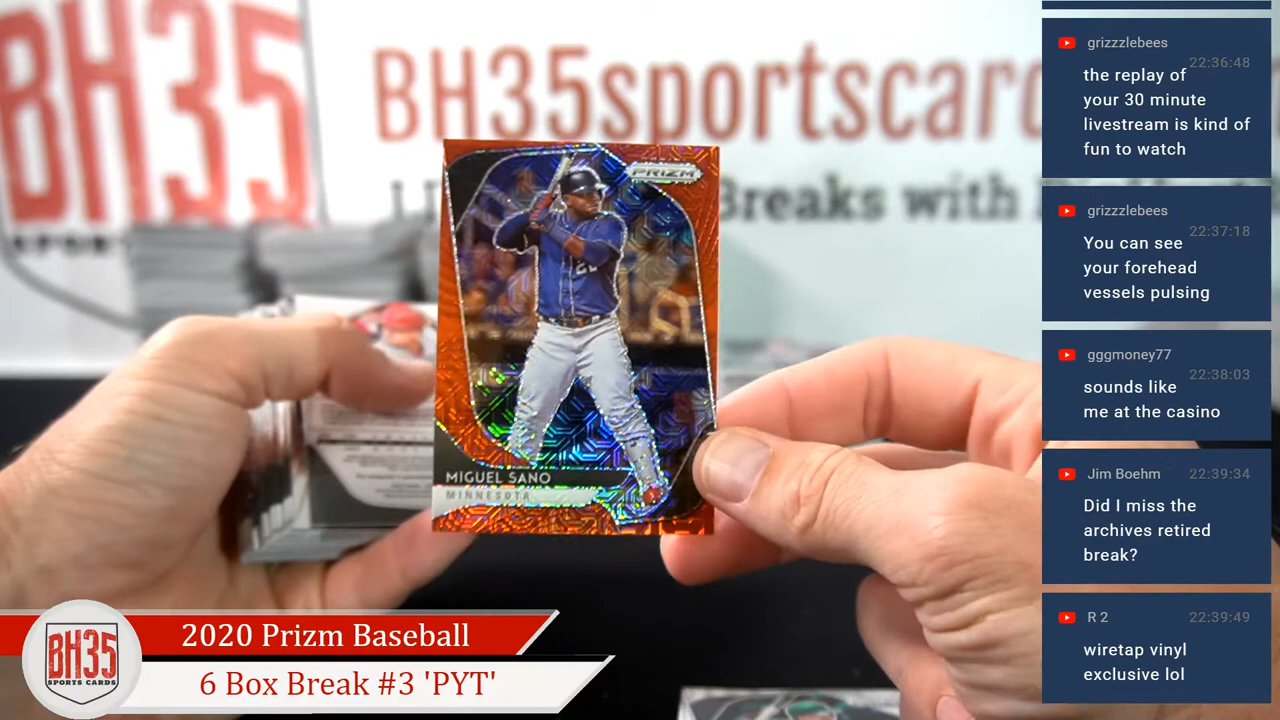 BH35
SPORTS
BH35sportscard
Breaks with
PRIZM
MIGUEL SANO
MINNESOTA
grizzzlebees
22:36:48
the replay of
your 30 minute
livestream is kind of
fun to watch
grizzzlebees
22:37:18
You can see
your forehead
vessels pulsing
gggmoney77
22:38:03
sounds like
me at the casino
Jim Boehm 22:39:34
Did I miss the
archives retired
break?
R 2 22:39:49
wiretap vinyl
exclusive lol
BH35
SPORTS CARDS
2020 Prizm Baseball
6 Box Break #3 'PYT'